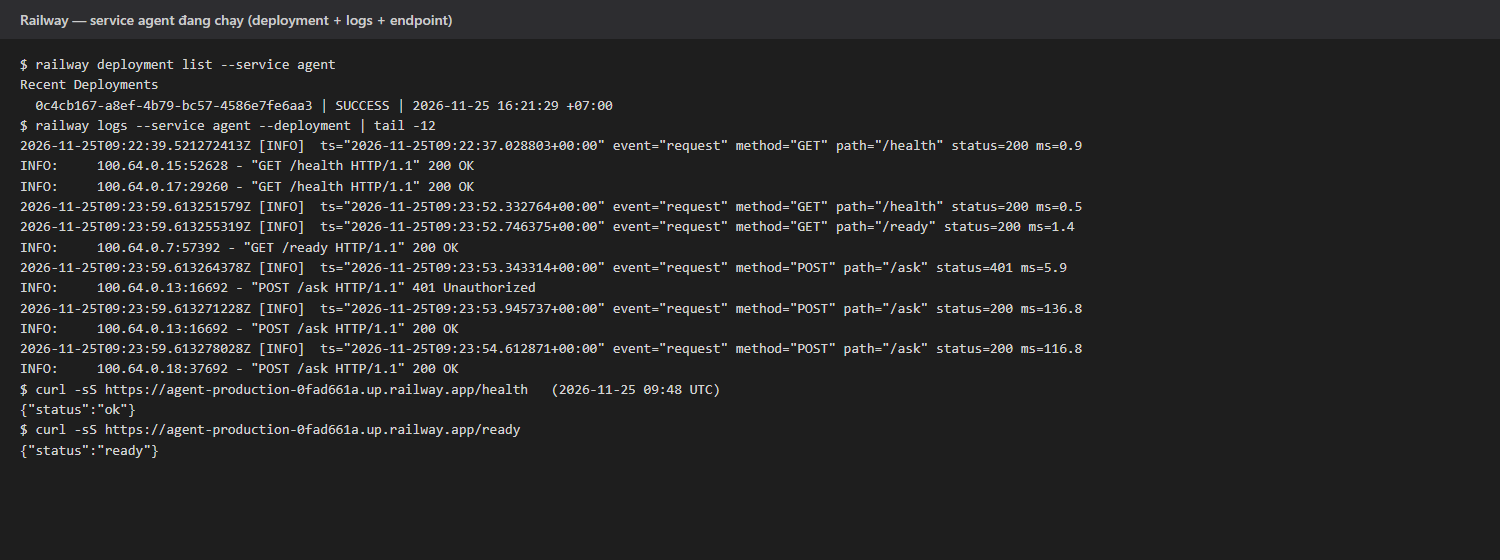 Railway — service agent đang chạy (deployment + logs + endpoint)
$ railway deployment list --service agent
Recent Deployments
  0c4cb167-a8ef-4b79-bc57-4586e7fe6aa3 | SUCCESS | 2026-11-25 16:21:29 +07:00
$ railway logs --service agent --deployment | tail -12
2026-11-25T09:22:39.521272413Z [INFO]  ts="2026-11-25T09:22:37.028803+00:00" event="request" method="GET" path="/health" status=200 ms=0.9
INFO:     100.64.0.15:52628 - "GET /health HTTP/1.1" 200 OK
INFO:     100.64.0.17:29260 - "GET /health HTTP/1.1" 200 OK
2026-11-25T09:23:59.613251579Z [INFO]  ts="2026-11-25T09:23:52.332764+00:00" event="request" method="GET" path="/health" status=200 ms=0.5
2026-11-25T09:23:59.613255319Z [INFO]  ts="2026-11-25T09:23:52.746375+00:00" event="request" method="GET" path="/ready" status=200 ms=1.4
INFO:     100.64.0.7:57392 - "GET /ready HTTP/1.1" 200 OK
2026-11-25T09:23:59.613264378Z [INFO]  ts="2026-11-25T09:23:53.343314+00:00" event="request" method="POST" path="/ask" status=401 ms=5.9
INFO:     100.64.0.13:16692 - "POST /ask HTTP/1.1" 401 Unauthorized
2026-11-25T09:23:59.613271228Z [INFO]  ts="2026-11-25T09:23:53.945737+00:00" event="request" method="POST" path="/ask" status=200 ms=136.8
INFO:     100.64.0.13:16692 - "POST /ask HTTP/1.1" 200 OK
2026-11-25T09:23:59.613278028Z [INFO]  ts="2026-11-25T09:23:54.612871+00:00" event="request" method="POST" path="/ask" status=200 ms=116.8
INFO:     100.64.0.18:37692 - "POST /ask HTTP/1.1" 200 OK
$ curl -sS https://agent-production-0fad661a.up.railway.app/health   (2026-11-25 09:48 UTC)
{"status":"ok"}
$ curl -sS https://agent-production-0fad661a.up.railway.app/ready
{"status":"ready"}